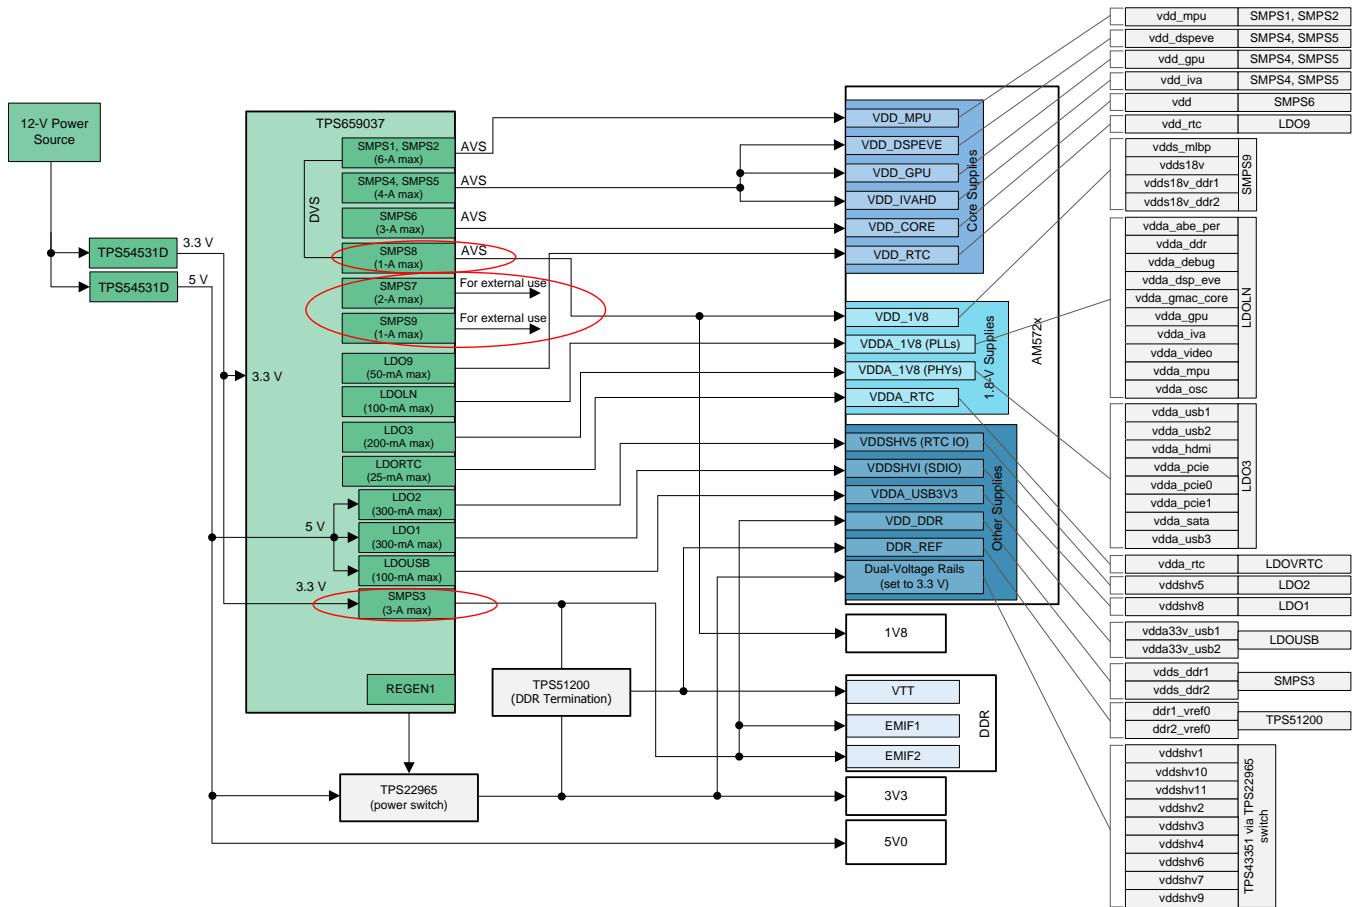 12-V Power
Source
TPS54531D
3.3 V
TPS54531D
5 V
TPS659037
DVS
SMPS1, SMPS2
(6-A max)
AVS
SMPS4, SMPS5
(4-A max)
AVS
SMPS6
(3-A max)
AVS
SMPS8
(1-A max)
AVS
SMPS7
(2-A max)
For external use
SMPS9
(1-A max)
For external use
3.3 V
LDO9
(50-mA max)
LDOLN
(100-mA max)
LDO3
(200-mA max)
LDORTC
(25-mA max)
5 V
LDO2
(300-mA max)
LDO1
(300-mA max)
LDOUSB
(100-mA max)
3.3 V
SMPS3
(3-A max)
REGEN1
TPS51200
(DDR Termination)
TPS22965
(power switch)
AM572x
Core Supplies
VDD_MPU
VDD_DSPEVE
VDD_GPU
VDD_IVAHD
VDD_CORE
VDD_RTC
1.8-V Supplies
VDD_1V8
VDDA_1V8 (PLLs)
VDDA_1V8 (PHYs)
VDDA_RTC
Other Supplies
VDDSHV5 (RTC IO)
VDDSHVI (SDIO)
VDDA_USB3V3
VDD_DDR
DDR_REF
Dual-Voltage Rails
(set to 3.3 V)
1V8
VTT
EMIF1
EMIF2
DDR
3V3
5V0
vdd_mpu SMPS1, SMPS2
vdd_dspeve SMPS4, SMPS5
vdd_gpu SMPS4, SMPS5
vdd_iva SMPS4, SMPS5
vdd SMPS6
vdd_rtc LDO9
vdds_mlbp
vdds18v
vdds18v_ddr1
vdds18v_ddr2
SMPS9
vdda_abe_per
vdda_ddr
vdda_debug
vdda_dsp_eve
vdda_gmac_core
vdda_gpu
vdda_iva
vdda_video
vdda_mpu
vdda_osc
LDOLN
vdda_usb1
vdda_usb2
vdda_hdmi
vdda_pcie
vdda_pcie0
vdda_pcie1
vdda_sata
vdda_usb3
LDO3
vdda_rtc LDOVRTC
vddshv5 LDO2
vddshv8 LDO1
vdda33v_usb1
vdda33v_usb2
LDOUSB
vdds_ddr1
vdds_ddr2
SMPS3
ddr1_vref0
ddr2_vref0
TPS51200
vddshv1
vddshv10
vddshv11
vddshv2
vddshv3
vddshv4
vddshv6
vddshv7
vddshv9
TPS43351 via TPS22965
switch